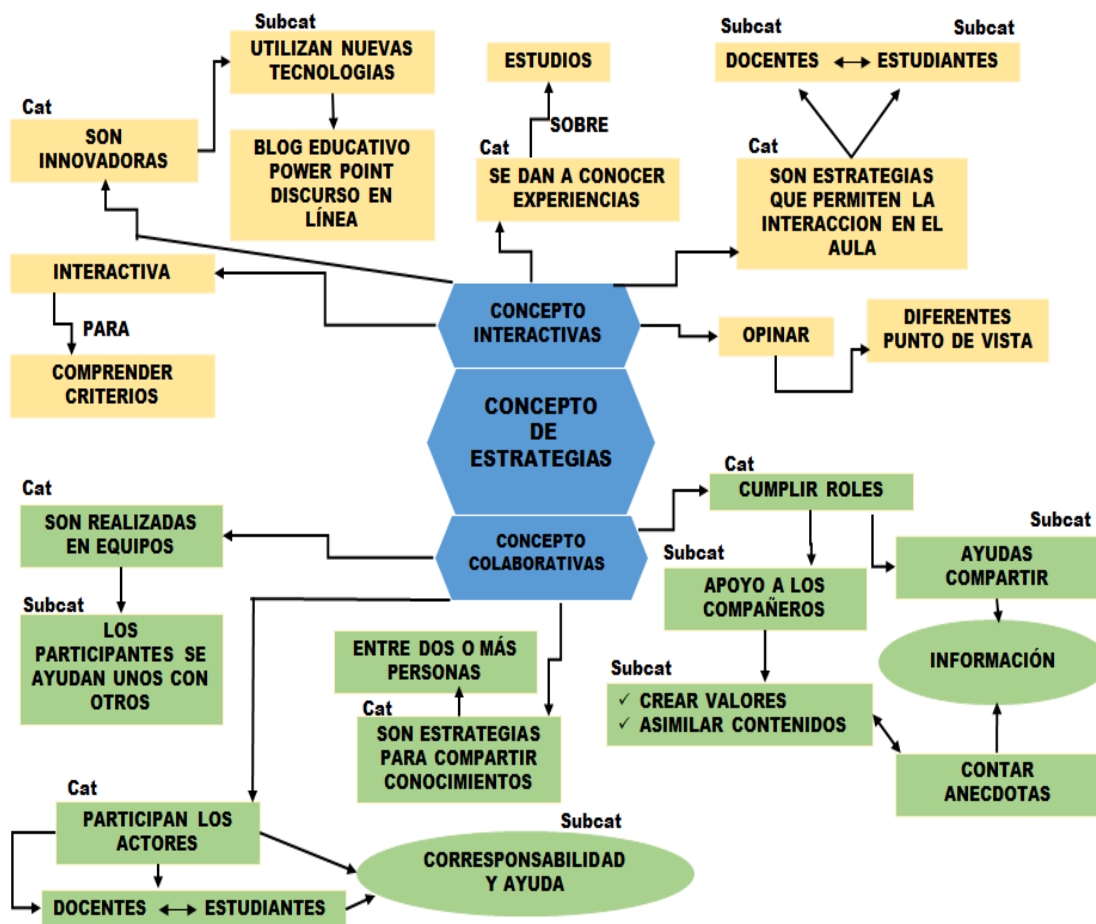 Subcat
UTILIZAN NUEVAS
TECNOLOGIAS
Cat
SON
INNOVADORAS
BLOG EDUCATIVO
POWER POINT
DISCURSO EN
LÍNEA
ESTUDIOS
SOBRE
Cat
SE DAN A CONOCER
EXPERIENCIAS
Subcat
Subcat
DOCENTES
ESTUDIANTES
Cat
SON ESTRATEGIAS
QUE PERMITEN LA
INTERACCION EN EL
AULA
INTERACTIVA
PARA
COMPRENDER
CRITERIOS
CONCEPTO
INTERACTIVAS
OPINAR
DIFERENTES
PUNTO DE VISTA
CONCEPTO
DE
ESTRATEGIAS
CONCEPTO
COLABORATIVAS
Cat
SON REALIZADAS
EN EQUIPOS
Subcat
LOS
PARTICIPANTES SE
AYUDAN UNOS CON
OTROS
Cat
CUMPLIR ROLES
Subcat
AYUDAS
COMPARTIR
Subcat
APOYO A LOS
COMPAÑEROS
INFORMACIÓN
ENTRE DOS O MÁS
PERSONAS
Cat
SON ESTRATEGIAS
PARA COMPARTIR
CONOCIMIENTOS
Subcat
✓ CREAR VALORES
✓ ASIMILAR CONTENIDOS
CONTAR
ANECDOTAS
Cat
PARTICIPAN LOS
ACTORES
DOCENTES
ESTUDIANTES
Subcat
CORRESPONSABILIDAD
Y AYUDA